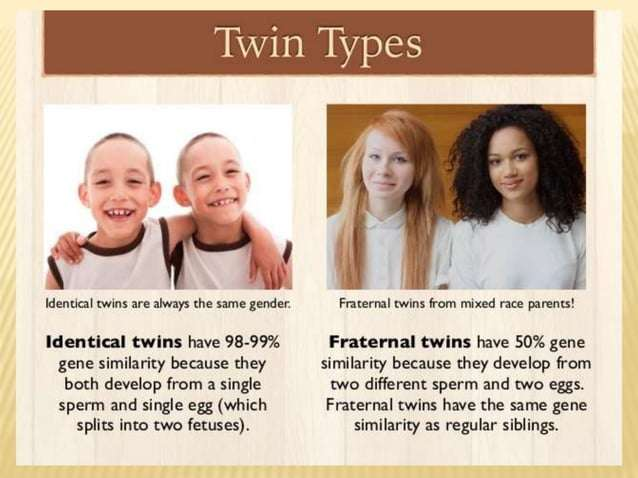 Twin Types
Identical twins are always the same gender.
Identical twins have 98-99%
gene similarity because they
both develop from a single
sperm and single egg (which
splits into two fetuses).
Fraternal twins from mixed race parents!
Fraternal twins have 50% gene
similarity because they develop from
two different sperm and two eggs.
Fraternal twins have the same gene
similarity as regular siblings.